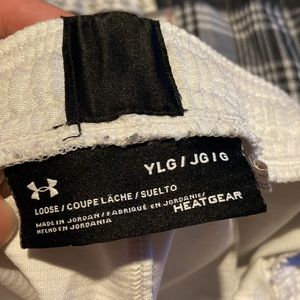 YLG / JG | G
LOOSE / COUPE LÂCHE / SUELTO
MADE IN JORDAN / FABRIQUÉ EN JORDANIE /
HECHO EN JORDANIA
HEATGEAR